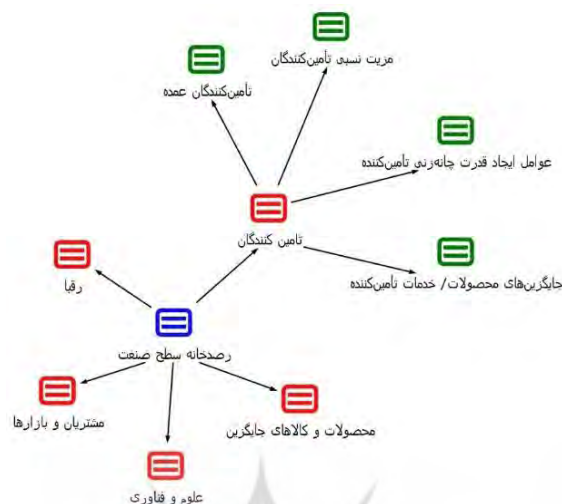 مزیت نسبی تأمین‌کنندگان
تأمین‌کنندگان عمده
عوامل ایجاد قدرت چانه‌زنی تأمین‌کننده
تامین کنندگان
جایگزین‌های محصولات/ خدمات تأمین‌کننده
رقبا
رصدخانه سطح صنعت
مشتریان و بازارها
محصولات و کالاهای جایگزین
علوم و فناوری